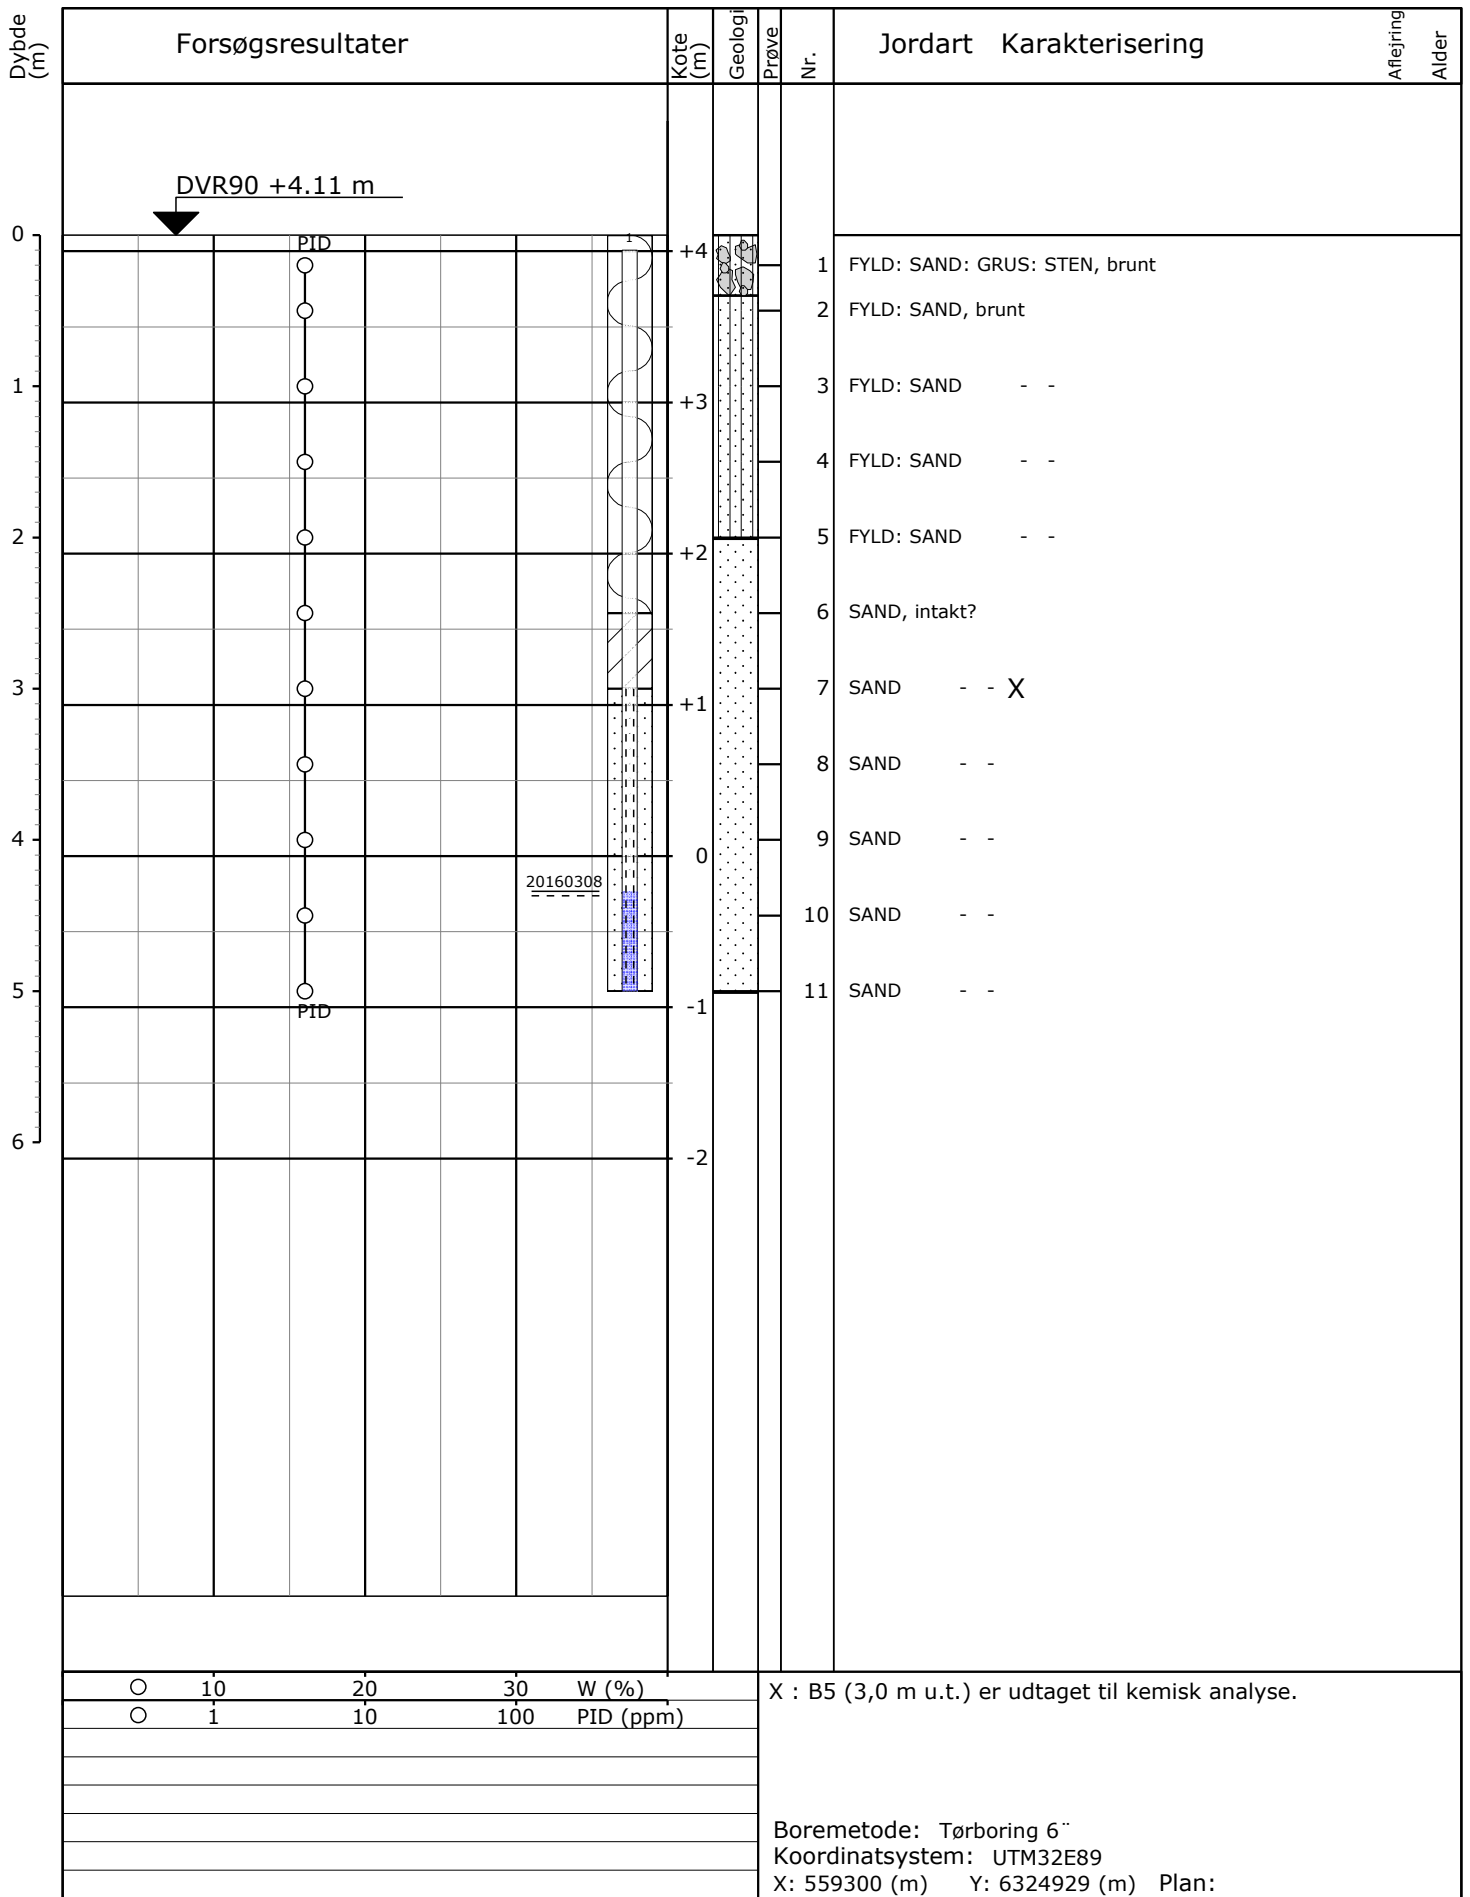 Dybde (m)
Forsøgsresultater
Kote (m)
Geologi
Prøve
Nr.
Jordart Karakterisering
Aflejring
Alder
DVR90 +4.11 m
0
PID
1
+4
1 FYLD: SAND: GRUS: STEN, brunt
2 FYLD: SAND, brunt
1
+3
3 FYLD: SAND - -
4 FYLD: SAND - -
2
+2
5 FYLD: SAND - -
6 SAND, intakt?
3
+1
7 SAND - - X
8 SAND - -
4
0
9 SAND - -
20160308
10 SAND - -
5
PID
-1
11 SAND - -
6
-2
10 20 30 W (%)
1 10 100 PID (ppm)
X : B5 (3,0 m u.t.) er udtaget til kemisk analyse.
Boremetode: Tørboring 6¨
Koordinatsystem: UTM32E89
X: 559300 (m) Y: 6324929 (m) Plan: